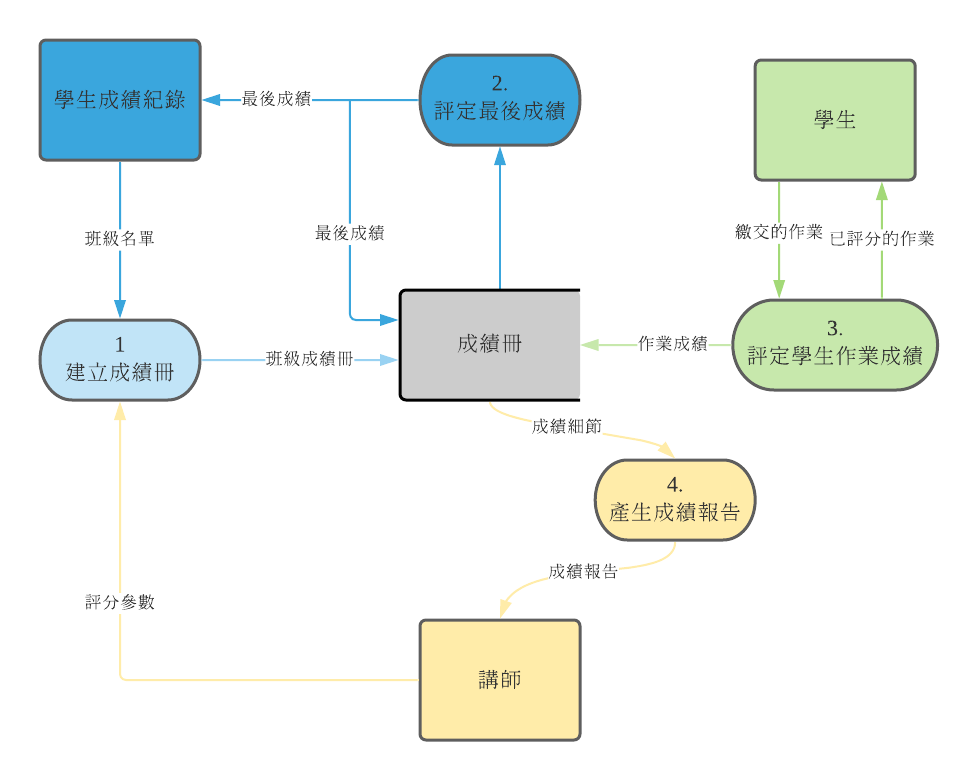 學生成績紀錄
最後成績
2.
評定最後成績
學生
班級名單
最後成績
繳交的作業
已評分的作業
1
建立成績冊
班級成績冊
成績冊
作業成績
3.
評定學生作業成績
成績細節
4.
產生成績報告
成績報告
評分參數
講師